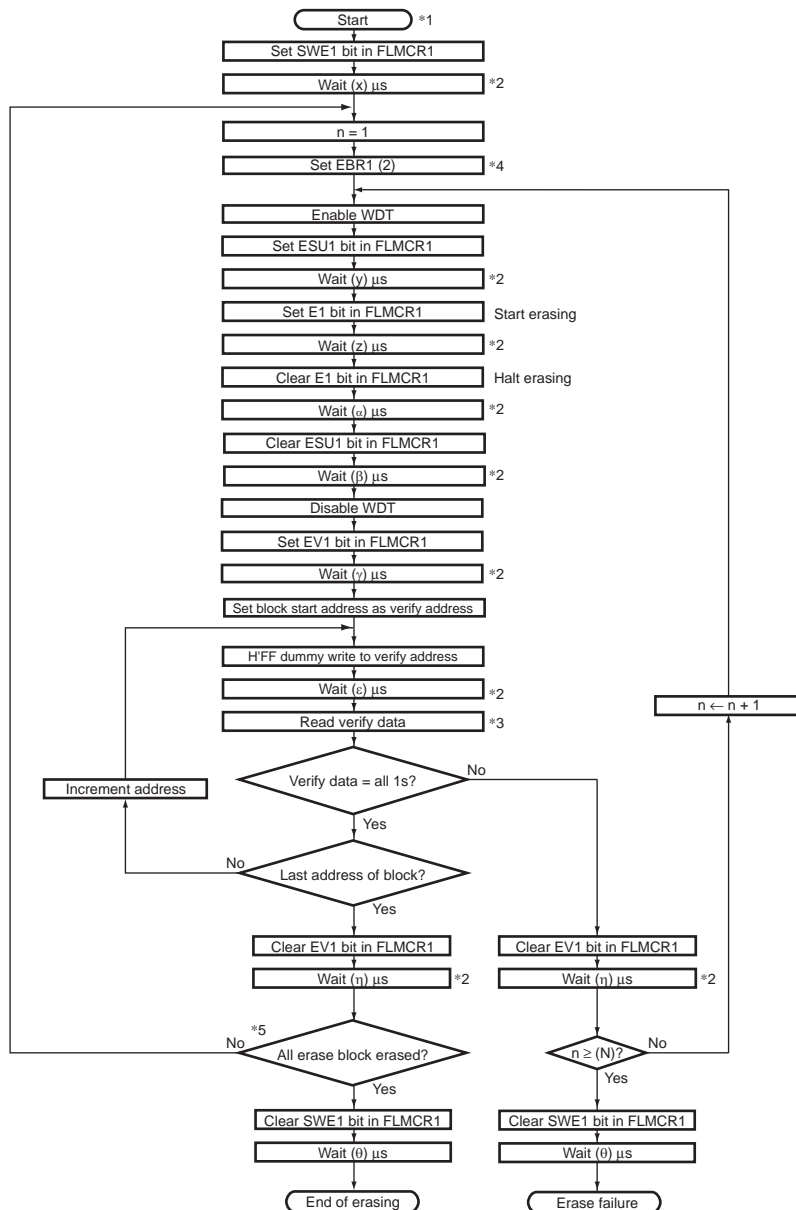 Start *1
Set SWE1 bit in FLMCR1
Wait (x) μs *2
n = 1
Set EBR1 (2) *4
Enable WDT
Set ESU1 bit in FLMCR1
Wait (y) μs *2
Set E1 bit in FLMCR1 Start erasing
Wait (z) μs *2
Clear E1 bit in FLMCR1 Halt erasing
Wait (α) μs *2
Clear ESU1 bit in FLMCR1
Wait (β) μs *2
Disable WDT
Set EV1 bit in FLMCR1
Wait (γ) μs *2
Set block start address as verify address
H'FF dummy write to verify address
Wait (ε) μs *2
n ← n + 1
Read verify data *3
No
Verify data = all 1s?
Increment address
Yes
No
Last address of block?
Yes
Clear EV1 bit in FLMCR1
Clear EV1 bit in FLMCR1
Wait (η) μs *2
Wait (η) μs *2
*5
No
All erase block erased?
n ≥ (N)?
No
Yes
Yes
Clear SWE1 bit in FLMCR1
Clear SWE1 bit in FLMCR1
Wait (θ) μs
Wait (θ) μs
End of erasing
Erase failure